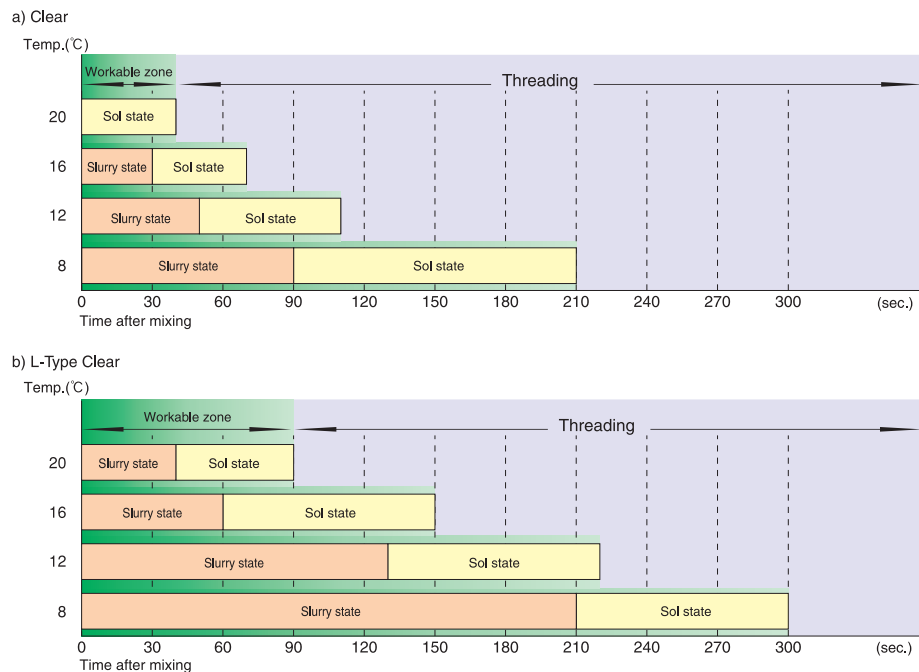 a) Clear
Temp.(℃)
Workable zone
Threading
20
Sol state
16
Slurry state
Sol state
12
Slurry state
Sol state
8
Slurry state
Sol state
0 30 60 90 120 150 180 210 240 270 300 (sec.)
Time after mixing
b) L-Type Clear
Temp.(℃)
Workable zone
Threading
20
Slurry state
Sol state
16
Slurry state
Sol state
12
Slurry state
Sol state
8
Slurry state
Sol state
0 30 60 90 120 150 180 210 240 270 300 (sec.)
Time after mixing